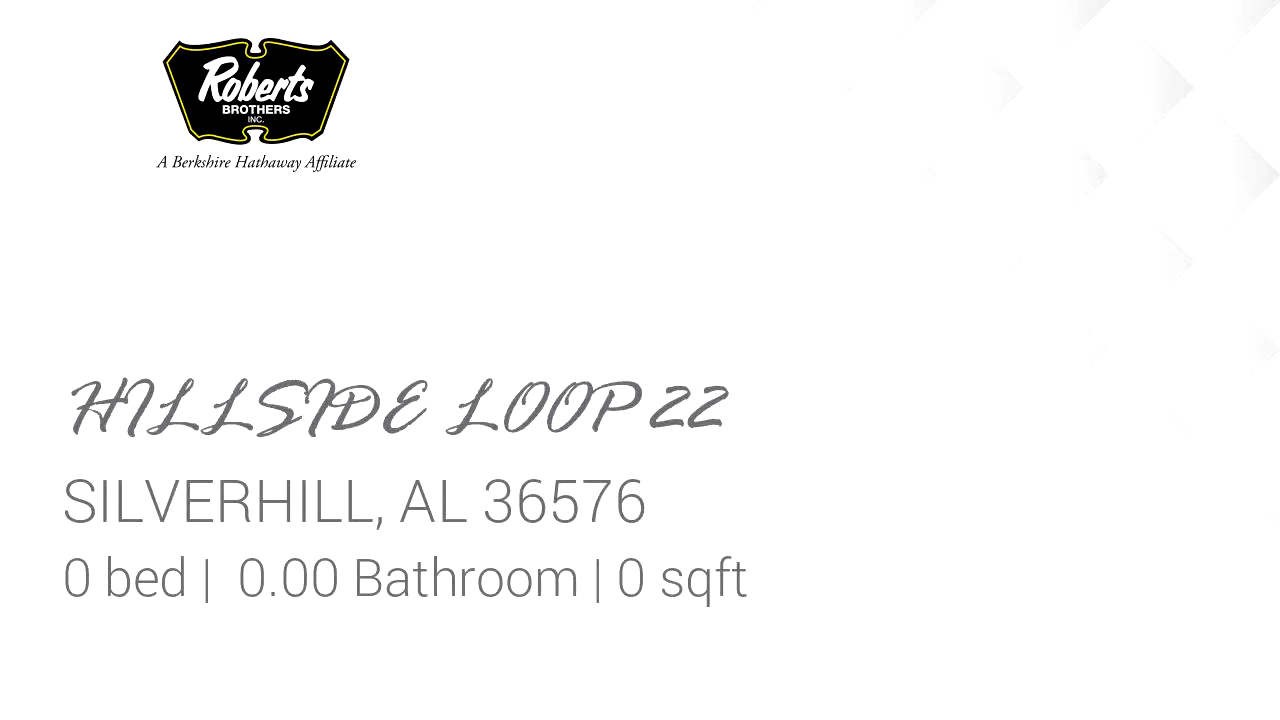 Roberts
BROTHERS
INC.
A Berkshire Hathaway Affiliate
HILLSIDE LOOP 22
SILVERHILL, AL 36576
0 bed | 0.00 Bathroom | 0 sqft